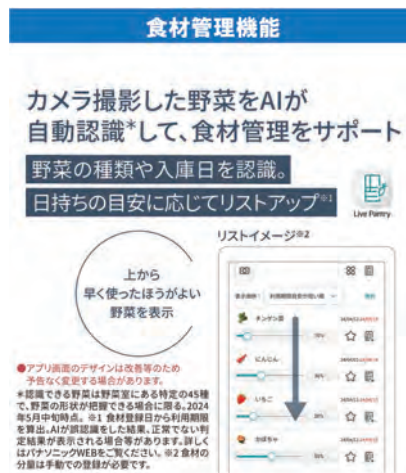 食材管理機能
カメラ撮影した野菜をAIが
自動認識*して、食材管理をサポート
野菜の種類や入庫日を認識。
日持ちの目安に応じてリストアップ※1
Live Pantry
リストイメージ※2
上から
早く使ったほうがよい
野菜を表示
チンゲン菜
にんじん
いちご
かぼちゃ
●アプリ画面のデザインは改善等のため
予告なく変更する場合があります。
*認識できる野菜は野菜室にある特定の45種
で、野菜の形状が把握できる場合に限る。2024
年5月中旬時点。※1 食材登録日から利用期限
を算出。AIが誤認識をした結果、正常でない判
定結果が表示される場合等があります。詳しく
はパナソニックWEBをご覧ください。※2 食材の
分量は手動での登録が必要です。